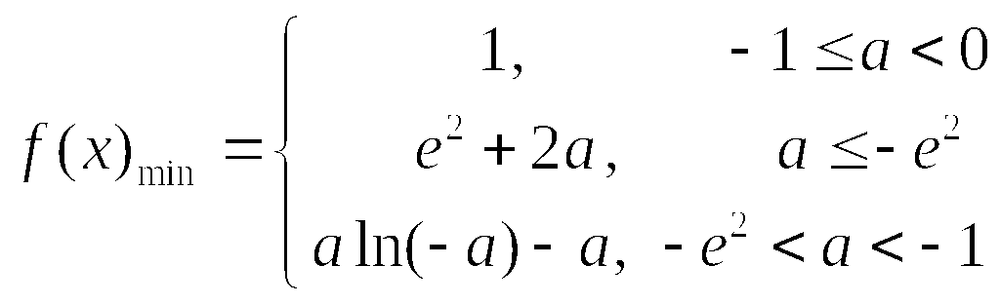 1, - 1 ≤ a < 0
f(x)min = { e² + 2a, a ≤ - e²
a ln(- a) - a, - e² < a < - 1